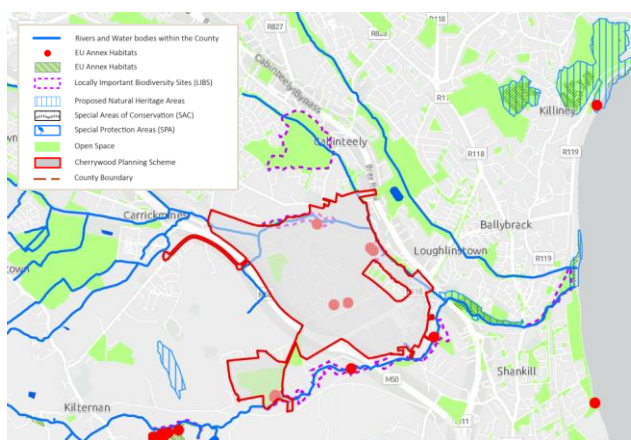 Rivers and Water bodies within the County
EU Annex Habitats
EU Annex Habitats
Locally Important Biodiversity Sites (LIBS)
Proposed Natural Heritage Areas
Special Areas of Conservation (SAC)
Special Protection Areas (SPA)
Open Space
Cherrywood Planning Scheme
County Boundary
R827
R118
Cabinteely Bypass
Killiney
R119
Cabinteely
R118
Carrickmines
Ballybrack
Loughlinstown
R119
town
Shankill
M50
R119
Kilternan